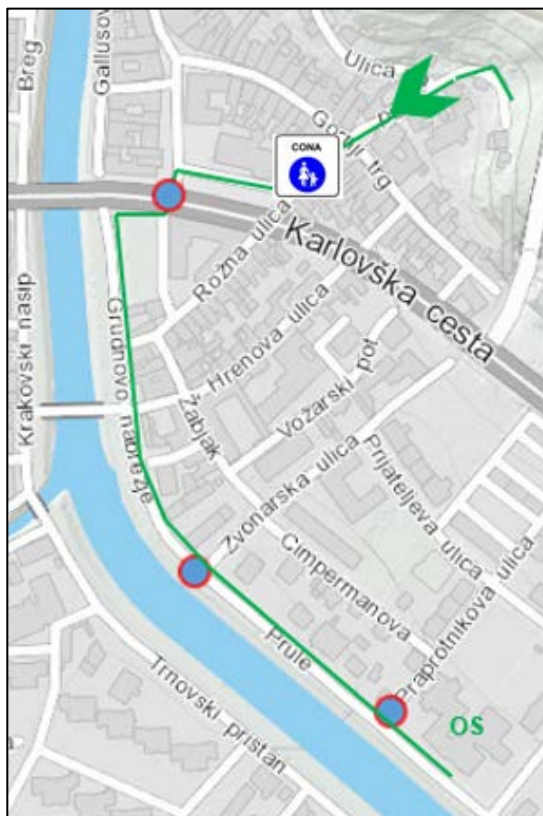 Breg
Gallusov
Ulica
Gornji trg
CONA
Rožna ulica
Karlovška cesta
Krakovski nasip
Grudnovo nabrežje
Hrenova ulica
Žabjak
Vožarski pot
Zvonarska ulica
Prijateljeva ulica
Cimpermanova
Praprotnikova ulica
Prule
Trnovski pristan
OS